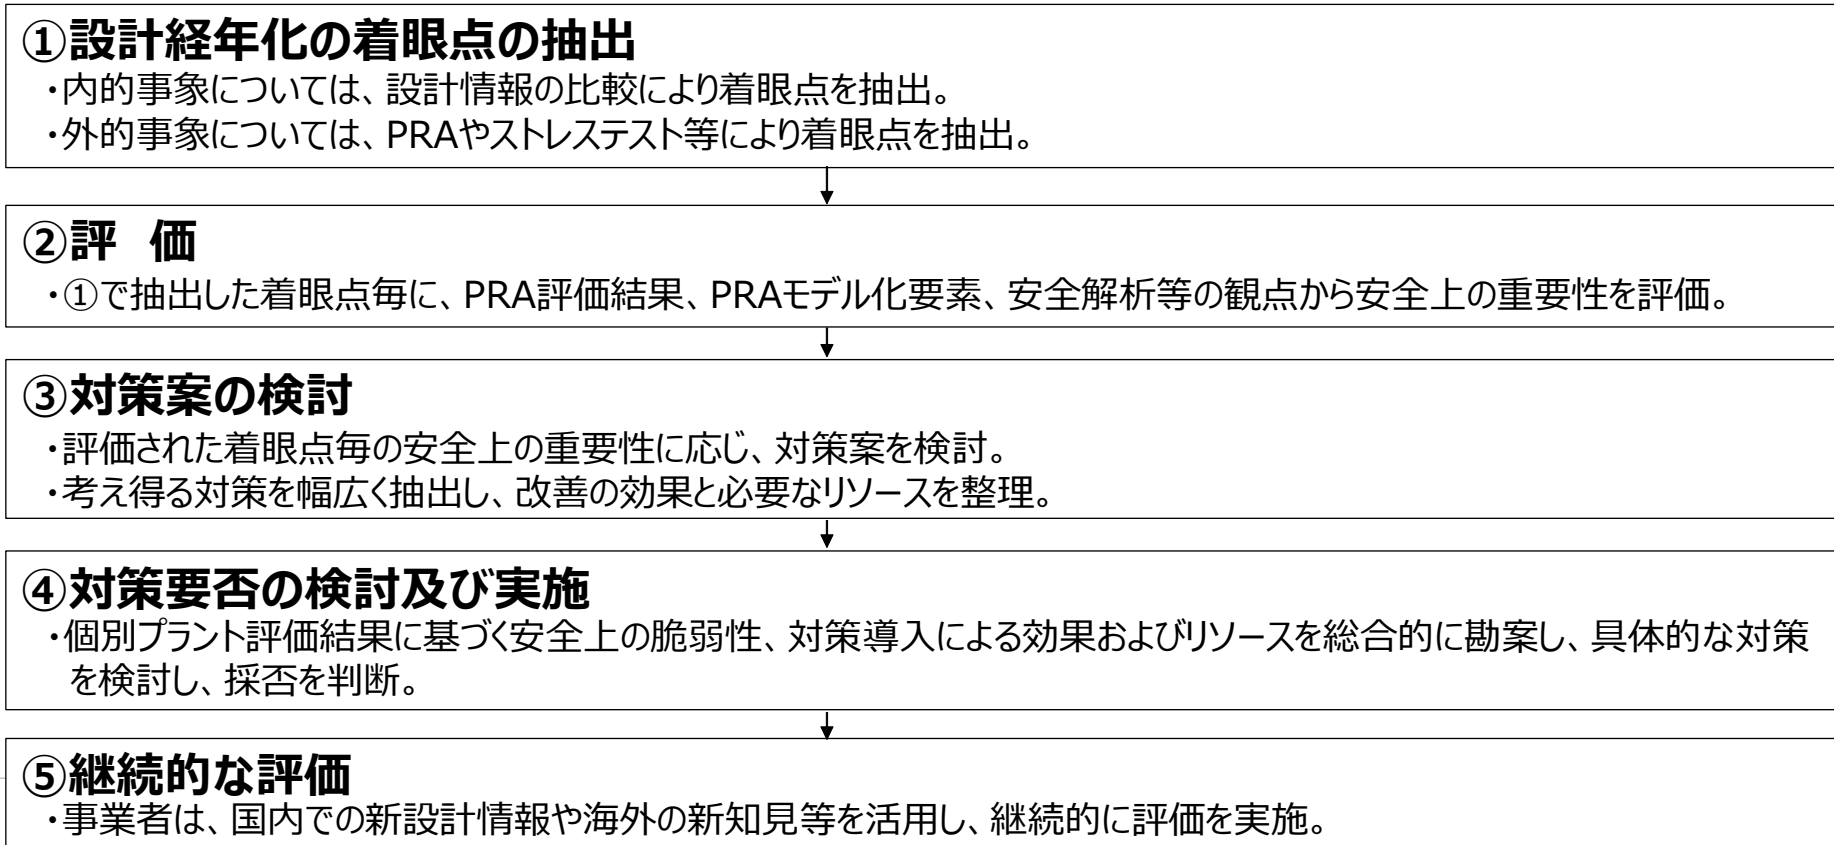 ①設計経年化の着眼点の抽出
・内的事象については、設計情報の比較により着眼点を抽出。
・外的事象については、PRAやストレステスト等により着眼点を抽出。
②評　価
・①で抽出した着眼点毎に、PRA評価結果、PRAモデル化要素、安全解析等の観点から安全上の重要性を評価。
③対策案の検討
・評価された着眼点毎の安全上の重要性に応じ、対策案を検討。
・考え得る対策を幅広く抽出し、改善の効果と必要なリソースを整理。
④対策要否の検討及び実施
・個別プラント評価結果に基づく安全上の脆弱性、対策導入による効果およびリソースを総合的に勘案し、具体的な対策
を検討し、採否を判断。
⑤継続的な評価
・事業者は、国内での新設計情報や海外の新知見等を活用し、継続的に評価を実施。